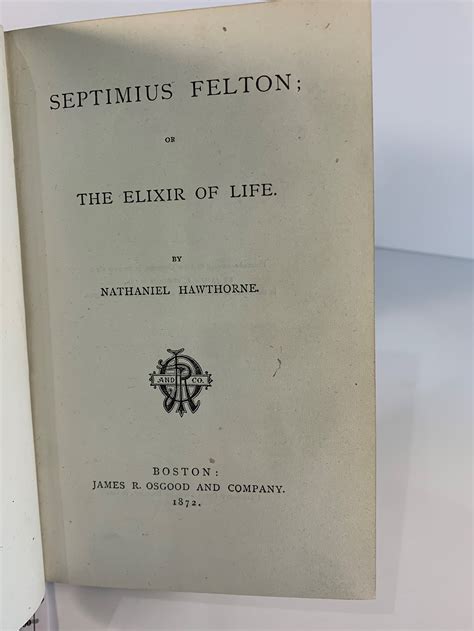 SEPTIMIUS FELTON;
OR
THE ELIXIR OF LIFE.
BY
NATHANIEL HAWTHORNE.
AND CO.
BOSTON:
JAMES R. OSGOOD AND COMPANY.
1872.